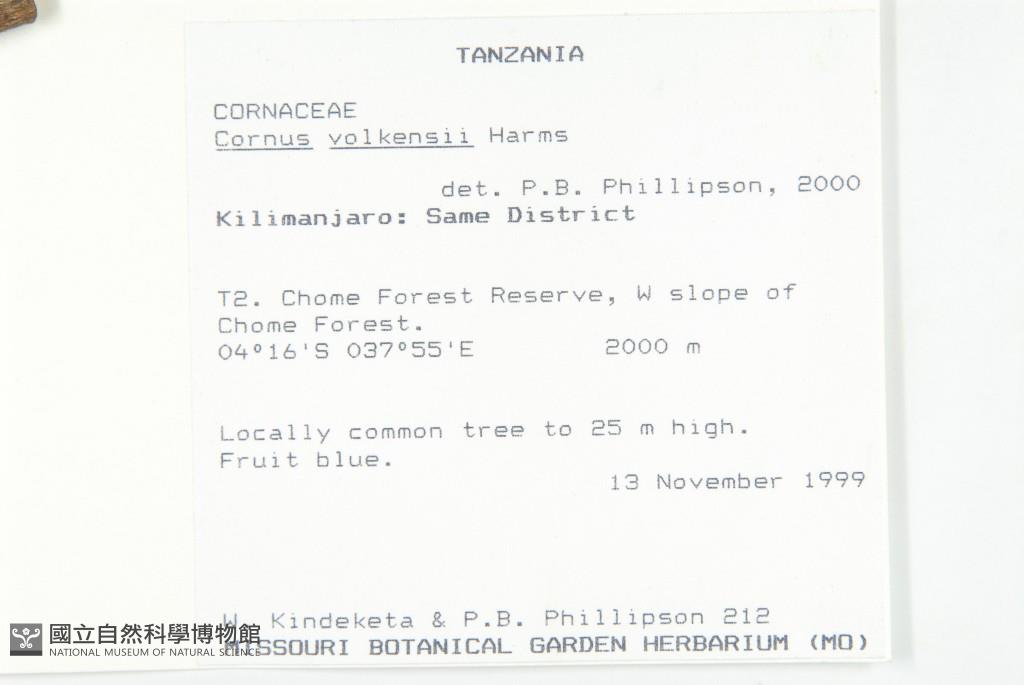 TANZANIA
CORNACEAE
Cornus volkensii Harms
det. P.B. Phillipson, 2000
Kilimanjaro: Same District
T2. Chome Forest Reserve, W slope of
Chome Forest.
04°16'S 037°55'E 2000 m
Locally common tree to 25 m high.
Fruit blue.
13 November 1999
W. Kindeketa & P.B. Phillipson 212
MISSOURI BOTANICAL GARDEN HERBARIUM (MO)
國立自然科學博物館
NATIONAL MUSEUM OF NATURAL SCIENCE